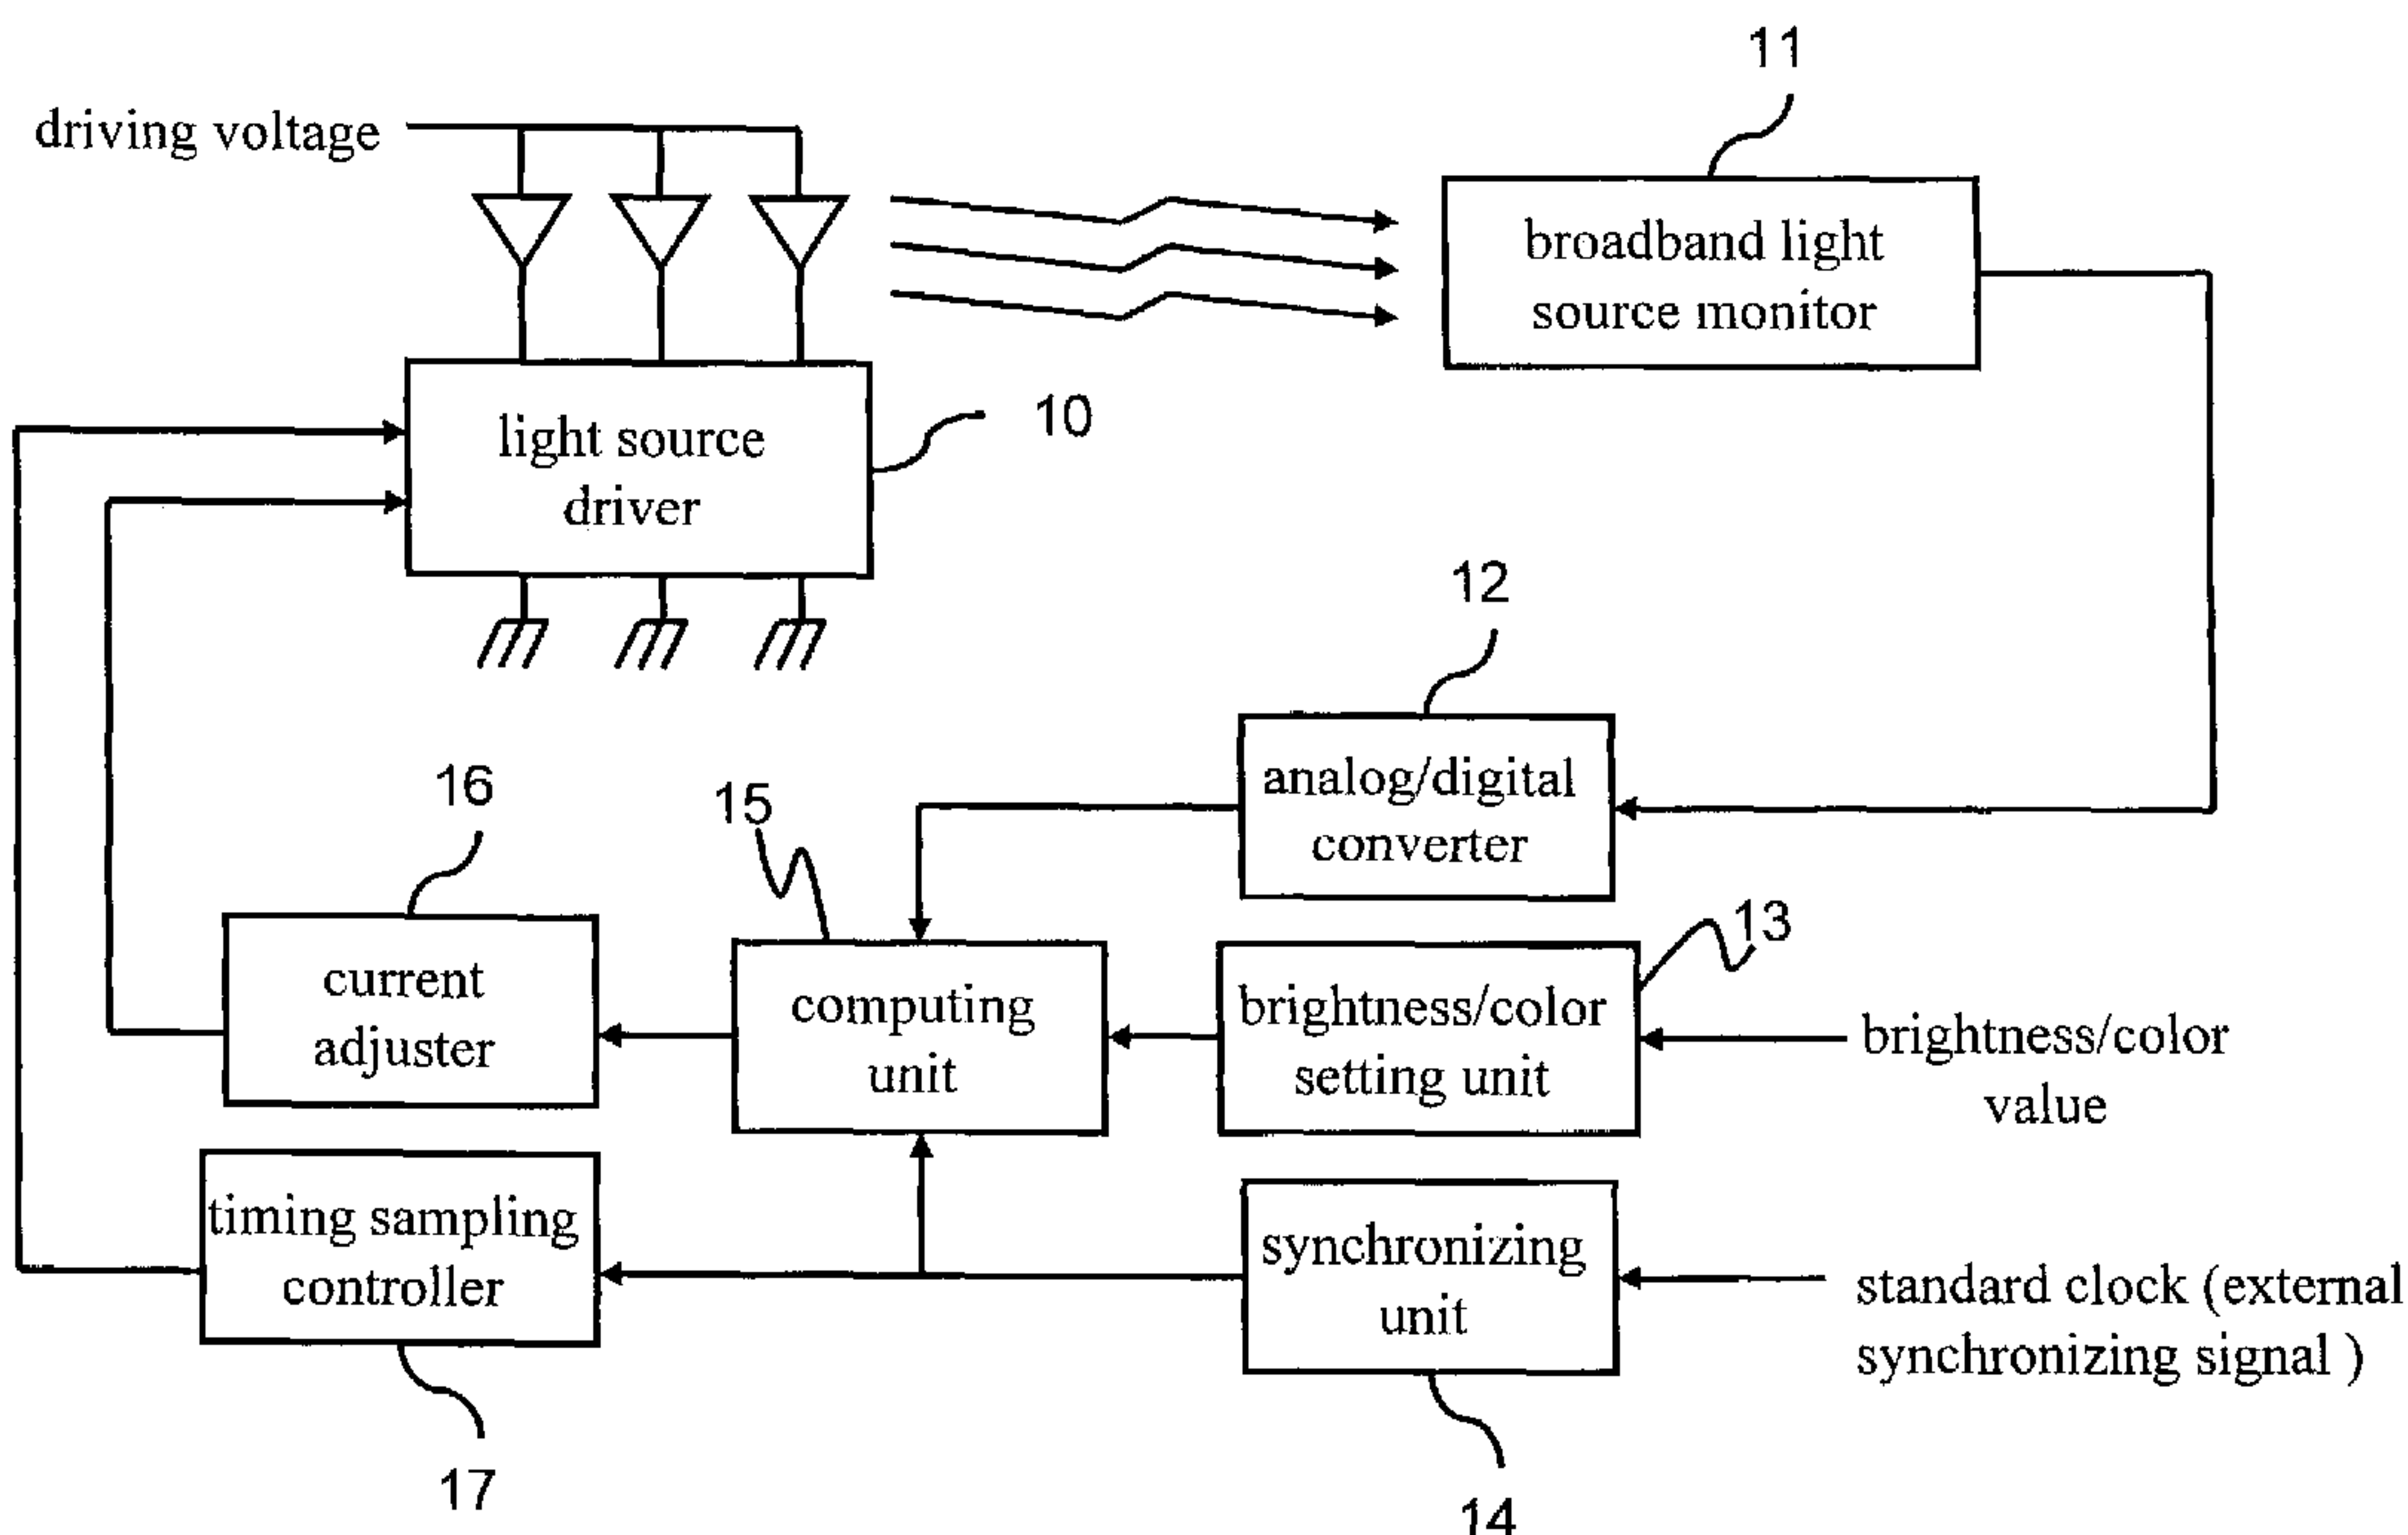 11
driving voltage
broadband light
source monitor
10
light source
driver
12
analog/digital
converter
16
15
13
current
adjuster
computing
unit
brightness/color
setting unit
brightness/color
value
timing sampling
controller
synchronizing
unit
standard clock (external
synchronizing signal )
17
14